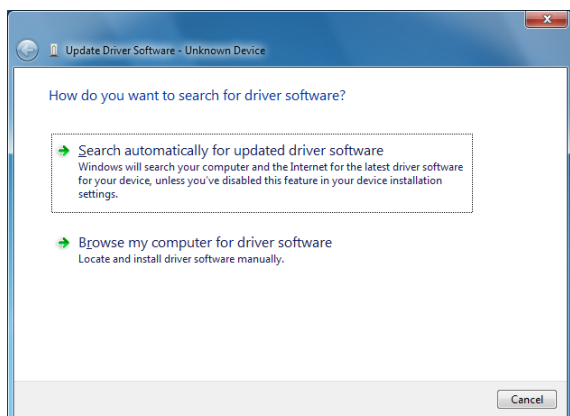 Update Driver Software - Unknown Device
How do you want to search for driver software?
Search automatically for updated driver software
Windows will search your computer and the Internet for the latest driver software
for your device, unless you've disabled this feature in your device installation
settings.
Browse my computer for driver software
Locate and install driver software manually.
Cancel